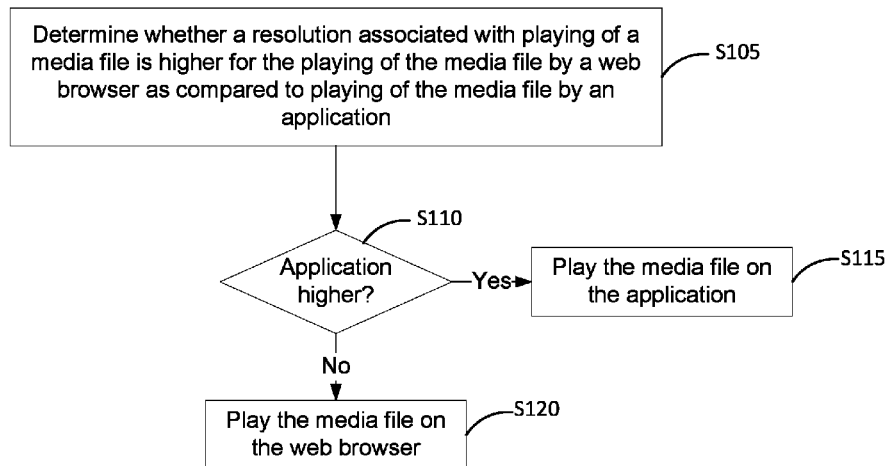 Determine whether a resolution associated with playing of a
media file is higher for the playing of the media file by a web
browser as compared to playing of the media file by an
application
S105
S110
Application
higher?
Yes
Play the media file on
the application
S115
No
Play the media file on
the web browser
S120